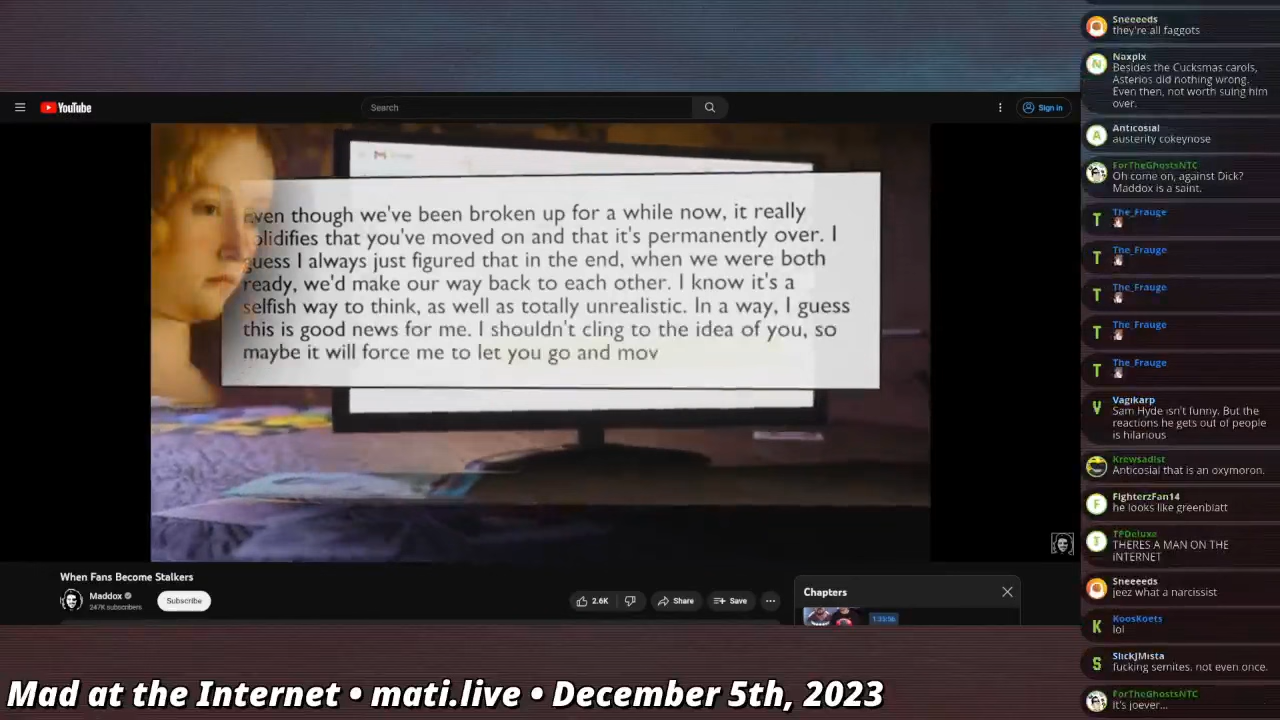 YouTube
Search
Sign in
Even though we've been broken up for a while now, it really
solidifies that you've moved on and that it's permanently over. I
guess I always just figured that in the end, when we were both
ready, we'd make our way back to each other. I know it's a
selfish way to think, as well as totally unrealistic. In a way, I guess
this is good news for me. I shouldn't cling to the idea of you, so
maybe it will force me to let you go and mov
When Fans Become Stalkers
Maddox
247K subscribers
Subscribe
2.6K
Share
Save
Chapters
1:33:56
Mad at the Internet • mati.live • December 5th, 2023
Sneeeeds
they're all faggots
Naxplx
Besides the Cucksmas carols,
Asterios did nothing wrong.
Even then, not worth suing him
over.
Anticosial
austerity cokeynose
ForTheGhostsNTC
Oh come on, against Dick?
Maddox is a saint.
The_Frauge
The_Frauge
The_Frauge
The_Frauge
The_Frauge
Vagikarp
Sam Hyde isn't funny. But the
reactions he gets out of people
is hilarious
Krewsadist
Anticosial that is an oxymoron.
FighterzFan14
he looks like greenblatt
TFDeluxe
THERES A MAN ON THE
iNTERNET
Sneeeeds
jeez what a narcissist
KoosKoets
lol
SlickJMista
fucking semites. not even once.
ForTheGhostsNTC
It's joever...